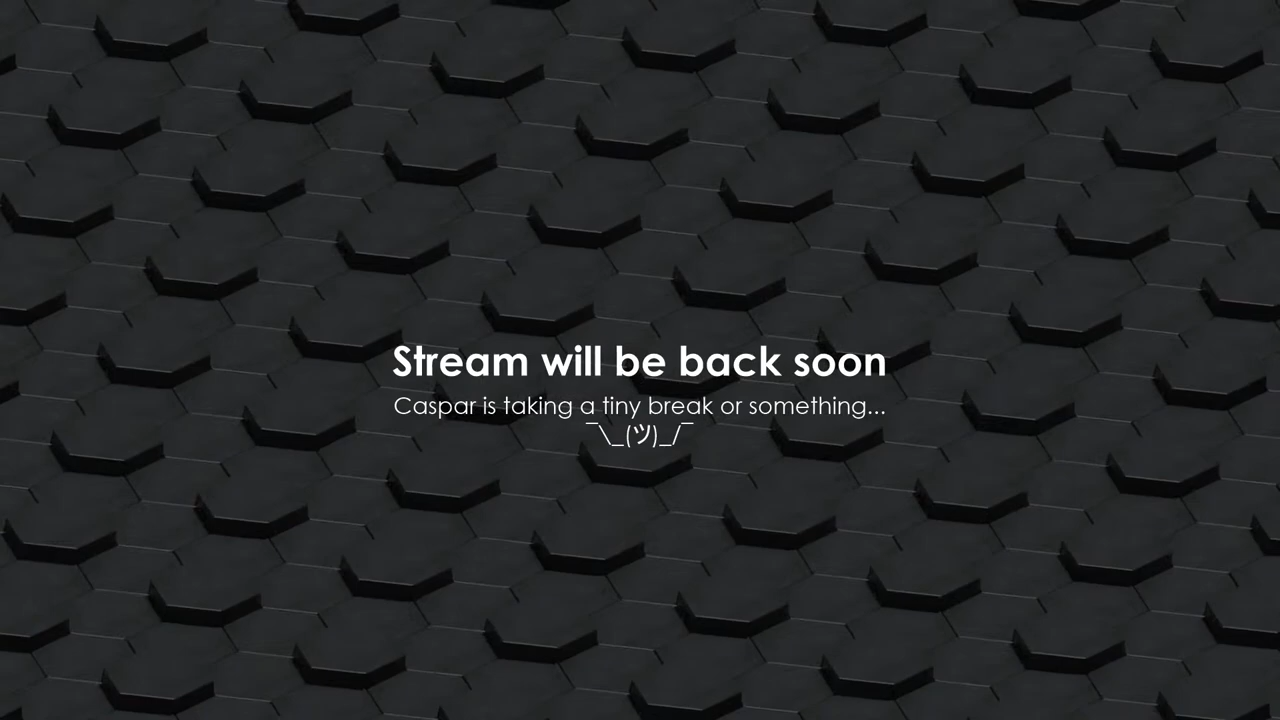 Stream will be back soon
Caspar is taking a tiny break or something...
¯\_(ツ)_/¯